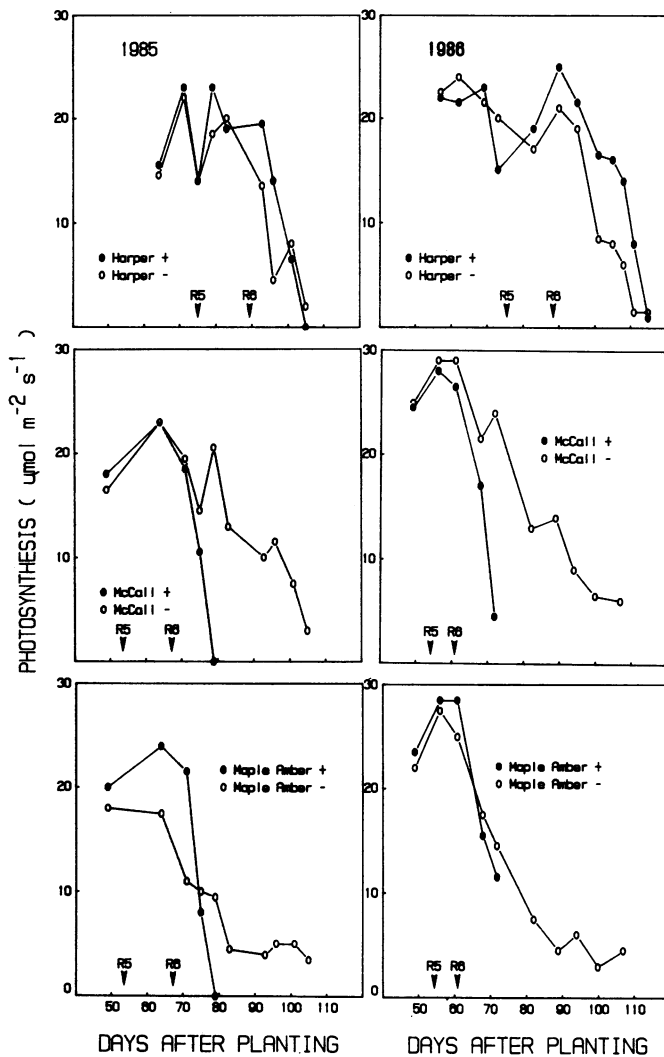 PHOTOSYNTHESIS ( umol m⁻² s⁻¹ )
30
1985
20
10
● Harper +
○ Harper -
R5 R6
1986
● Harper +
○ Harper -
R5 R6
30
20
10
● McCall +
○ McCall -
R5 R6
30
20
10
● McCall +
○ McCall -
R5 R6
30
20
10
0
● Maple Amber +
○ Maple Amber -
R5 R6
50 60 70 80 90 100 110
DAYS AFTER PLANTING
30
20
10
0
● Maple Amber +
○ Maple Amber -
R5 R6
50 60 70 80 90 100 110
DAYS AFTER PLANTING